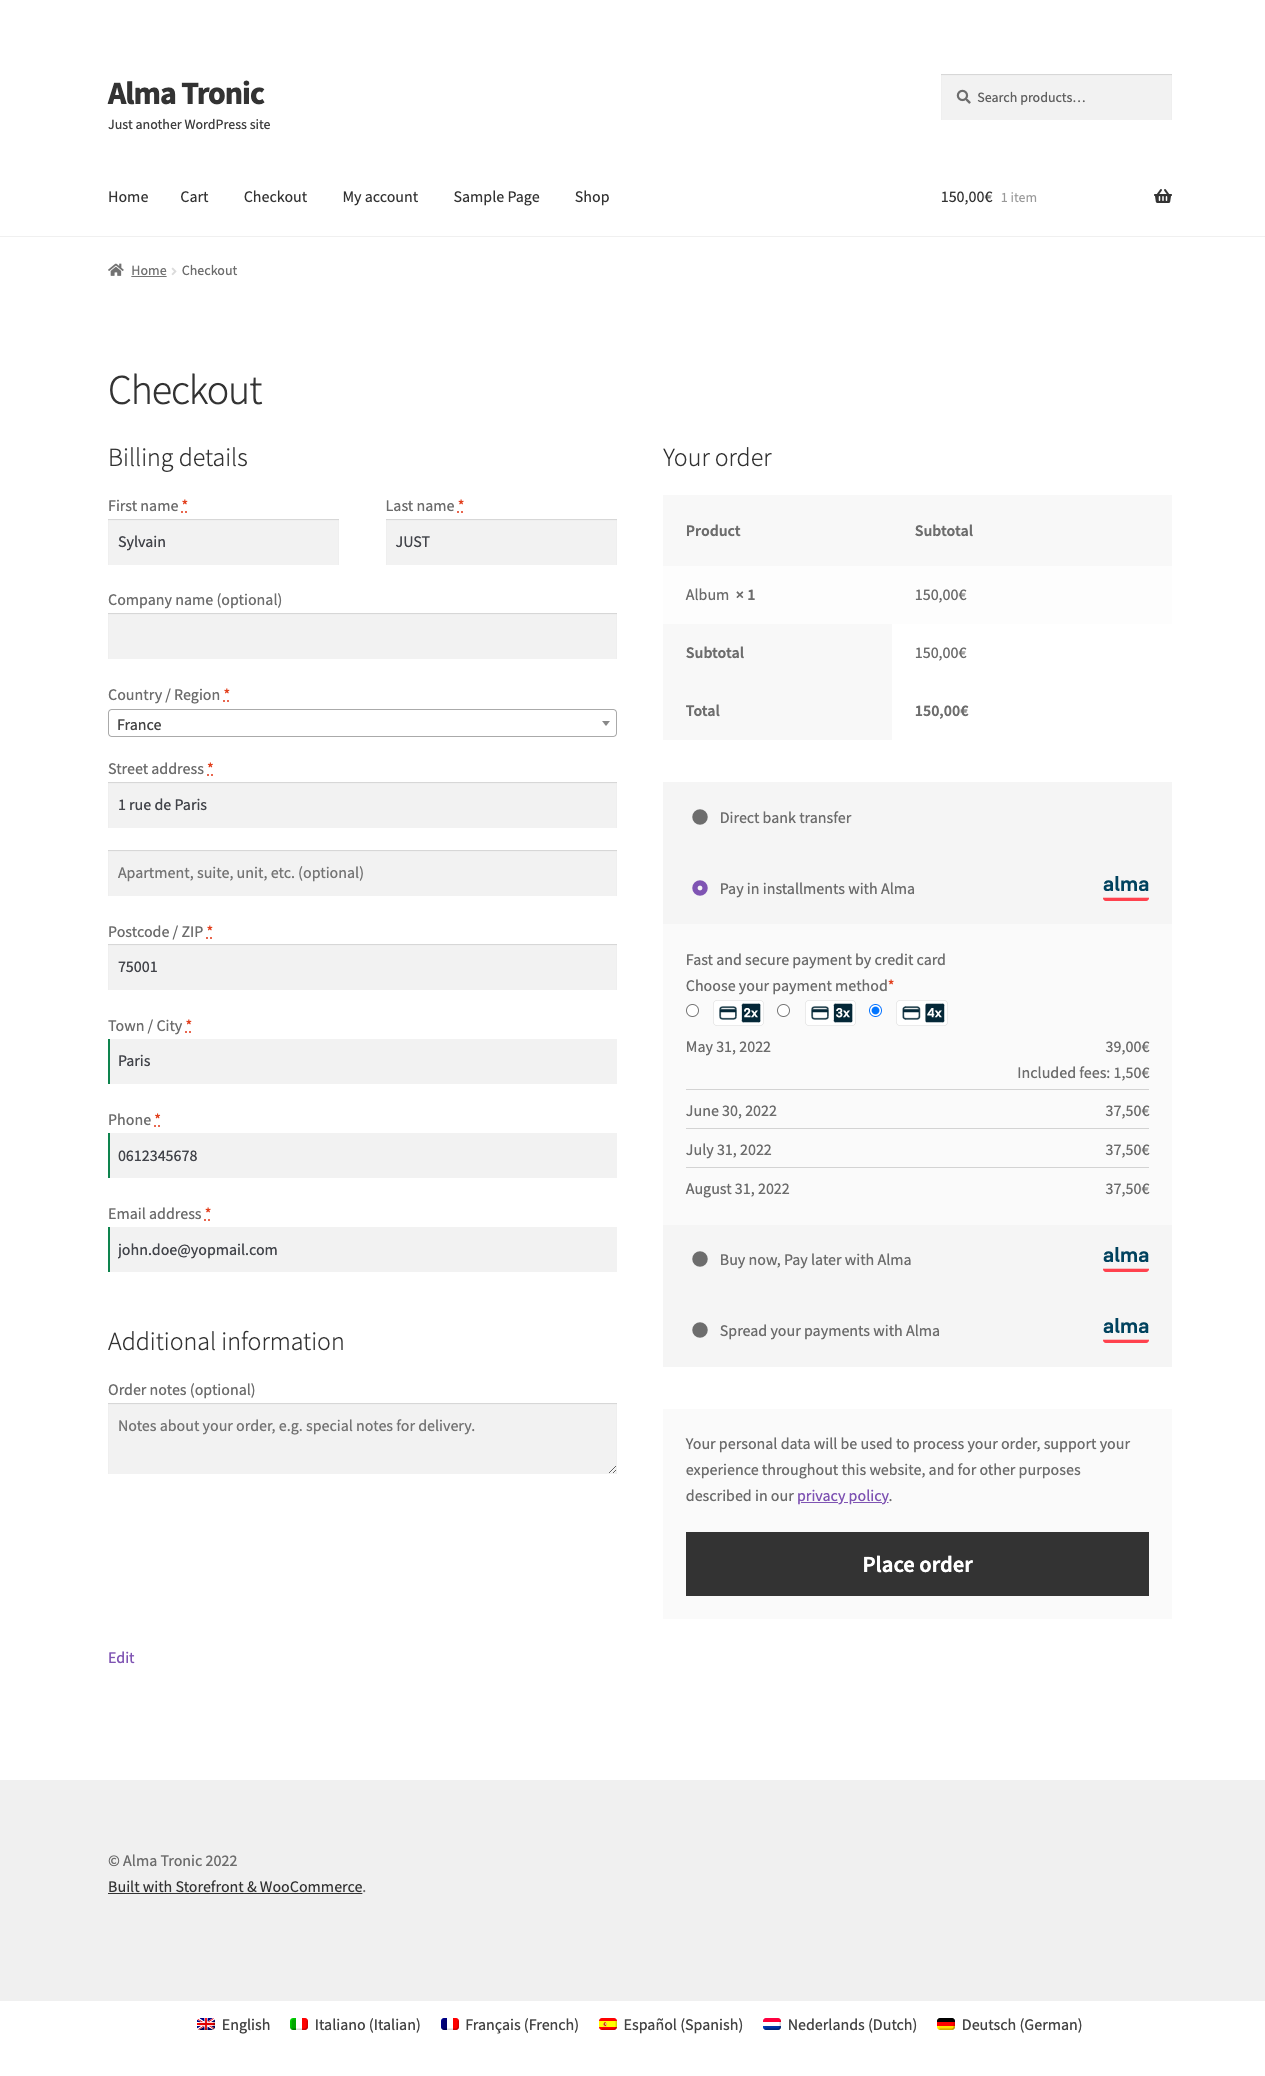 Alma Tronic
Just another WordPress site
Search products…
Home Cart Checkout My account Sample Page Shop
150,00€ 1 item
Home › Checkout
Checkout
Billing details
First name *
Last name *
Sylvain
JUST
Company name (optional)
Country / Region *
France
Street address *
1 rue de Paris
Apartment, suite, unit, etc. (optional)
Postcode / ZIP *
75001
Town / City *
Paris
Phone *
0612345678
Email address *
john.doe@yopmail.com
Additional information
Order notes (optional)
Notes about your order, e.g. special notes for delivery.
Your order
Product Subtotal
Album × 1 150,00€
Subtotal 150,00€
Total 150,00€
Direct bank transfer
Pay in installments with Alma alma
Fast and secure payment by credit card
Choose your payment method*
2x 3x 4x
May 31, 2022 39,00€
Included fees: 1,50€
June 30, 2022 37,50€
July 31, 2022 37,50€
August 31, 2022 37,50€
Buy now, Pay later with Alma alma
Spread your payments with Alma alma
Your personal data will be used to process your order, support your
experience throughout this website, and for other purposes
described in our privacy policy.
Place order
Edit
© Alma Tronic 2022
Built with Storefront & WooCommerce.
English Italiano (Italian) Français (French) Español (Spanish) Nederlands (Dutch) Deutsch (German)